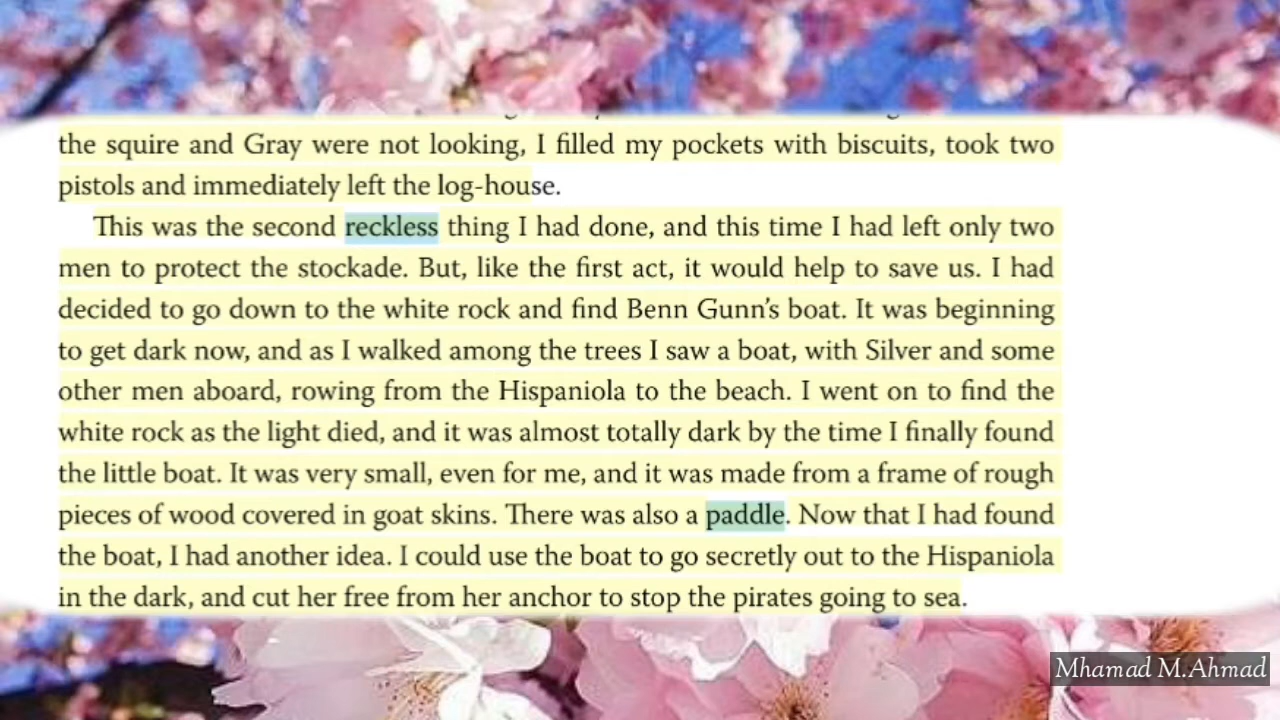 the squire and Gray were not looking, I filled my pockets with biscuits, took two
pistols and immediately left the log-house.
This was the second reckless thing I had done, and this time I had left only two
men to protect the stockade. But, like the first act, it would help to save us. I had
decided to go down to the white rock and find Benn Gunn's boat. It was beginning
to get dark now, and as I walked among the trees I saw a boat, with Silver and some
other men aboard, rowing from the Hispaniola to the beach. I went on to find the
white rock as the light died, and it was almost totally dark by the time I finally found
the little boat. It was very small, even for me, and it was made from a frame of rough
pieces of wood covered in goat skins. There was also a paddle. Now that I had found
the boat, I had another idea. I could use the boat to go secretly out to the Hispaniola
in the dark, and cut her free from her anchor to stop the pirates going to sea.
Mhamad M.Ahmad